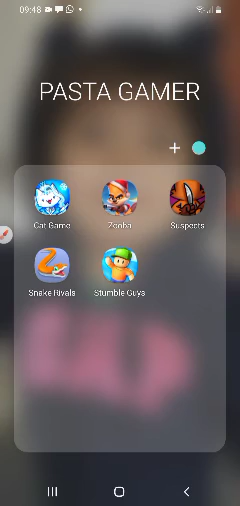 09:48
PASTA GAMER
Cat Game
Zooba
Suspects
Snake Rivals
Stumble Guys